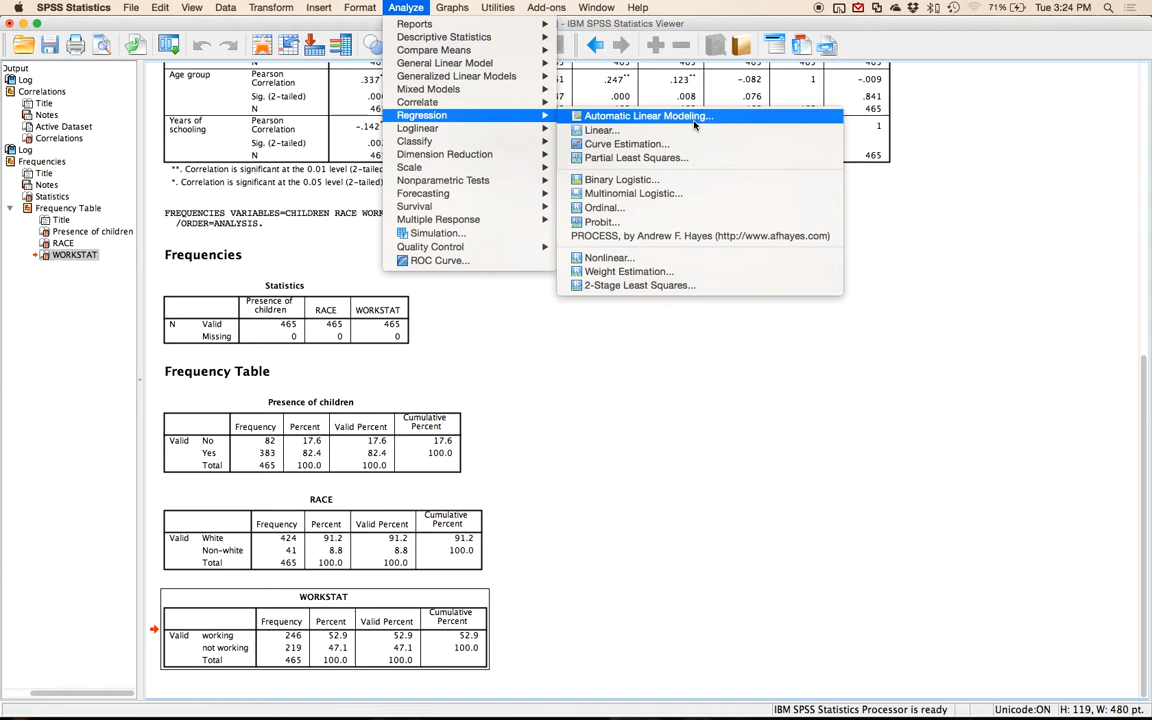 SPSS Statistics File Edit View Data Transform Insert Format Analyze Graphs Utilities Add-ons Window Help 71% Tue 3:24 PM
- IBM SPSS Statistics Viewer
Output
Log
Correlations
Title
Notes
Active Dataset
Correlations
Log
Frequencies
Title
Notes
Statistics
Frequency Table
Title
Presence of children
RACE
WORKSTAT
Reports
Descriptive Statistics
Compare Means
General Linear Model
Generalized Linear Models
Mixed Models
Correlate
Regression
Loglinear
Classify
Dimension Reduction
Scale
Nonparametric Tests
Forecasting
Survival
Multiple Response
Simulation...
Quality Control
ROC Curve...
Automatic Linear Modeling...
Linear...
Curve Estimation...
Partial Least Squares...
Binary Logistic...
Multinomial Logistic...
Ordinal...
Probit...
PROCESS, by Andrew F. Hayes (http://www.afhayes.com)
Nonlinear...
Weight Estimation...
2-Stage Least Squares...
Age group Pearson Correlation .337** .247** .123** -.082 1 -.009
Sig. (2-tailed) .000 .008 .076 .841
N 465
Years of schooling Pearson Correlation -.142 1
Sig. (2-tailed)
N 465
**. Correlation is significant at the 0.01 level (2-tailed
*. Correlation is significant at the 0.05 level (2-tailed)
FREQUENCIES VARIABLES=CHILDREN RACE WORK
/ORDER=ANALYSIS.
Frequencies
Statistics
Presence of children RACE WORKSTAT
N Valid 465 465 465
Missing 0 0 0
Frequency Table
Presence of children
Frequency Percent Valid Percent Cumulative Percent
Valid No 82 17.6 17.6 17.6
Yes 383 82.4 82.4 100.0
Total 465 100.0 100.0
RACE
Frequency Percent Valid Percent Cumulative Percent
Valid White 424 91.2 91.2 91.2
Non-white 41 8.8 8.8 100.0
Total 465 100.0 100.0
WORKSTAT
Frequency Percent Valid Percent Cumulative Percent
Valid working 246 52.9 52.9 52.9
not working 219 47.1 47.1 100.0
Total 465 100.0 100.0
IBM SPSS Statistics Processor is ready Unicode:ON H: 119, W: 480 pt.